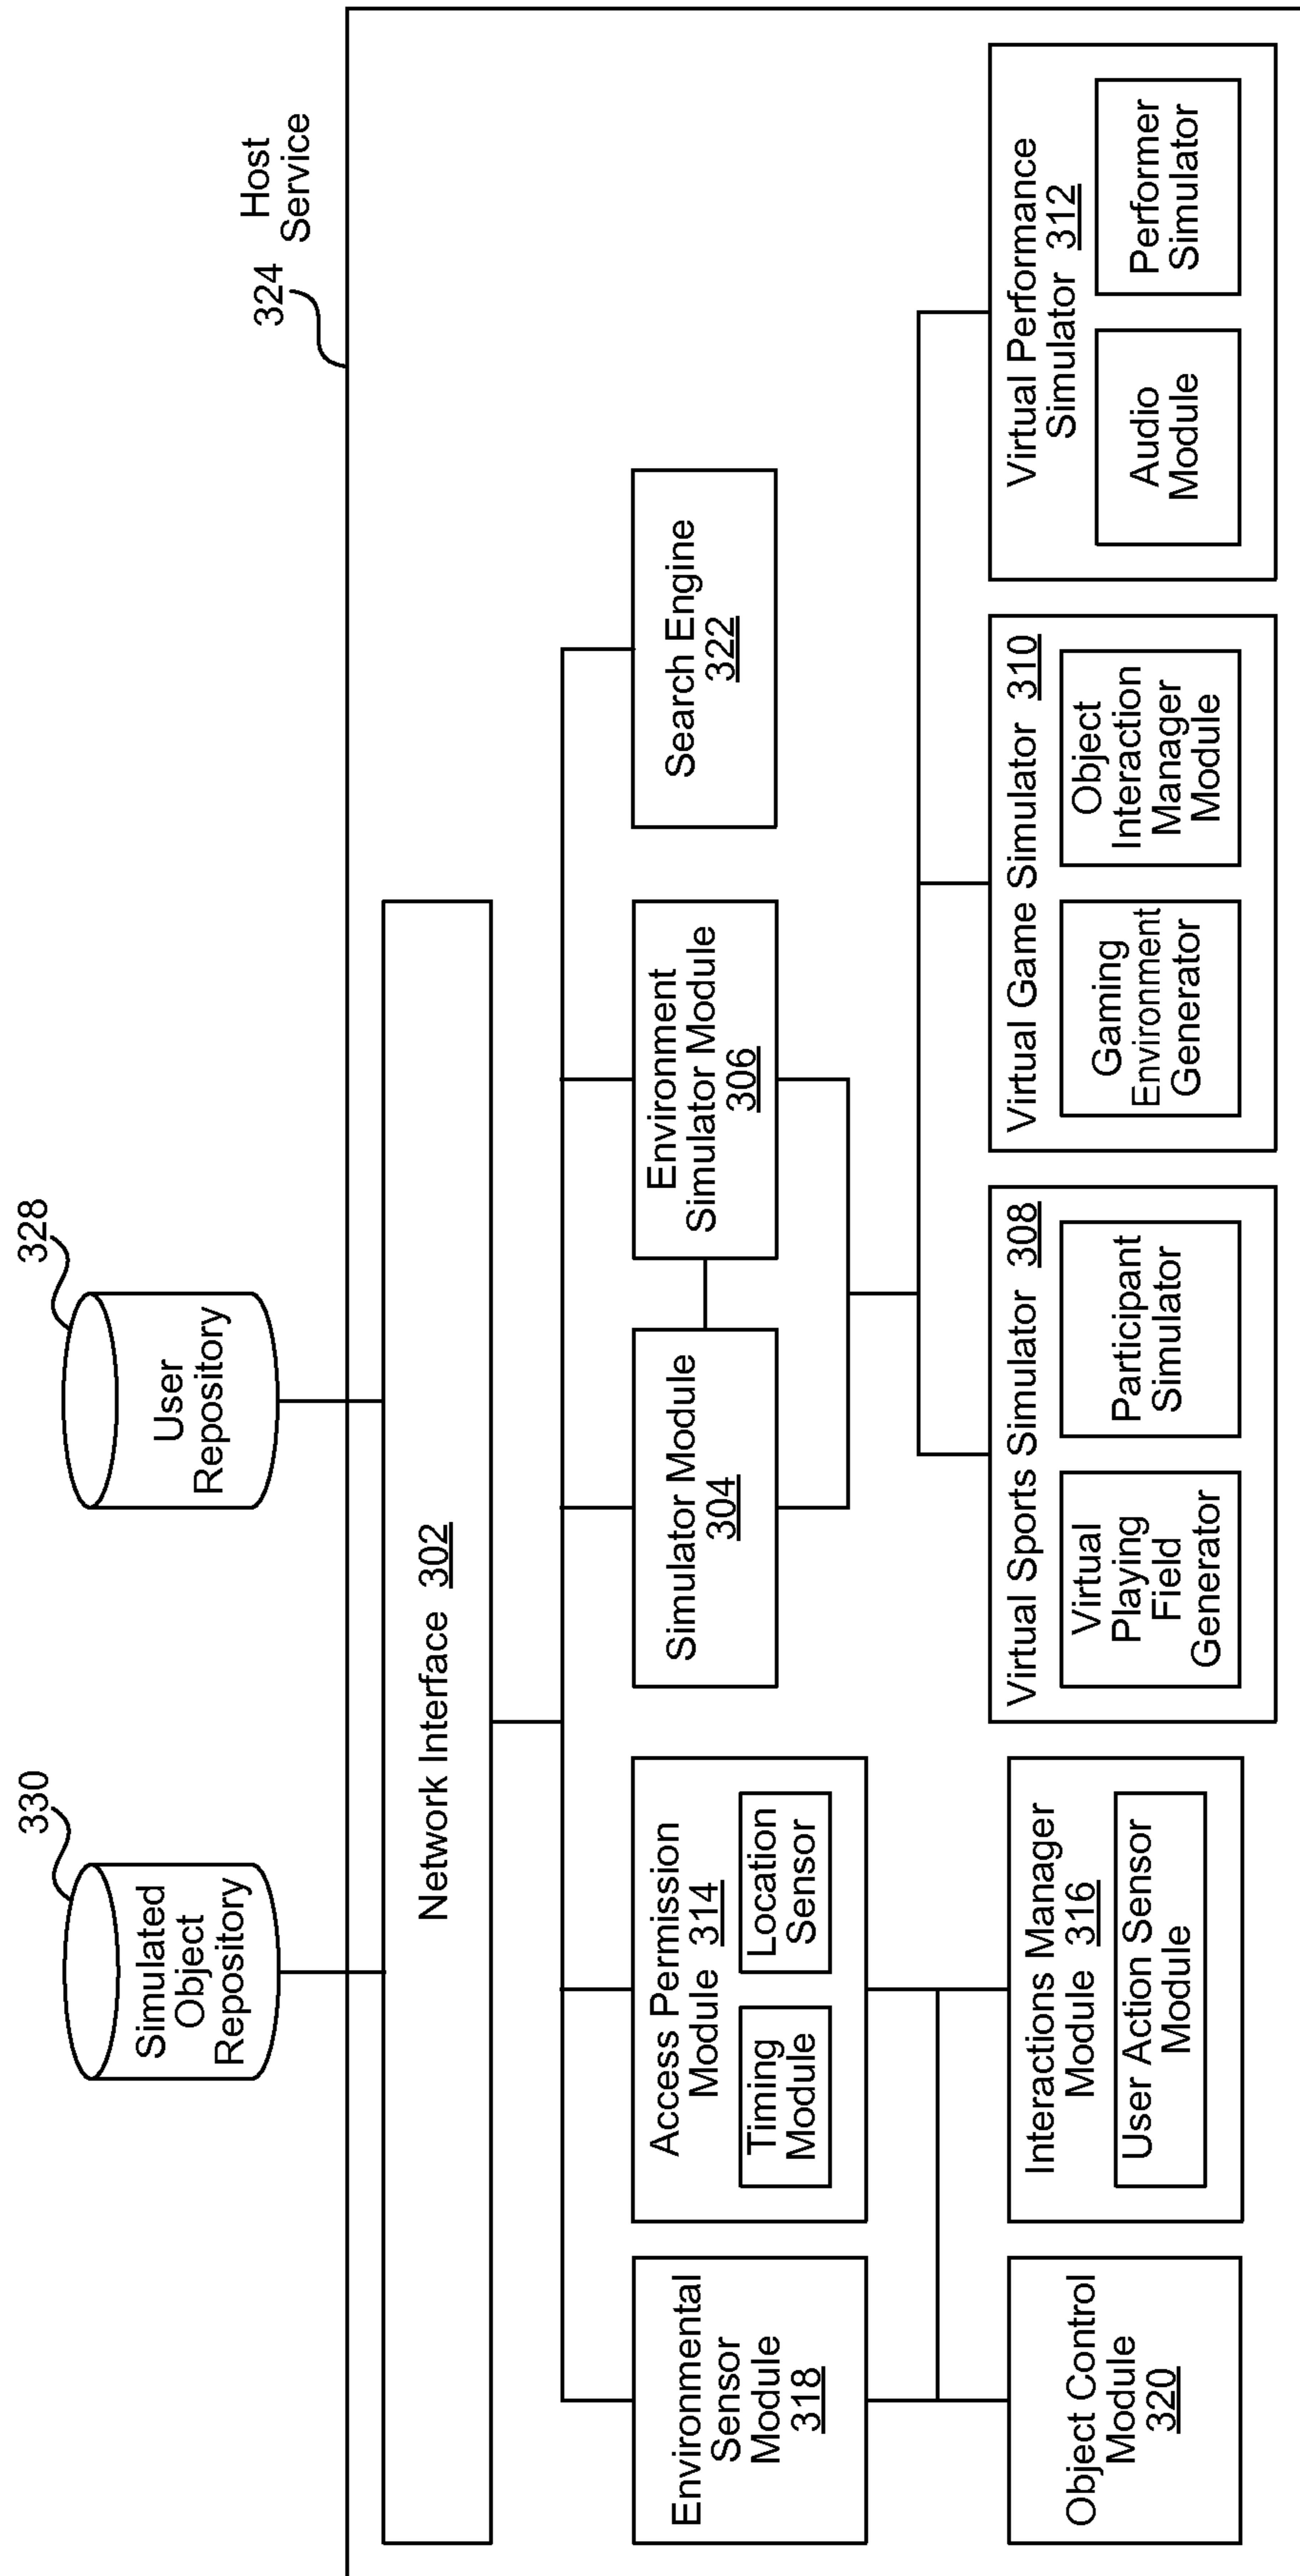 330
Simulated
Object
Repository
328
User
Repository
324
Host
Service
Network Interface 302
Environmental
Sensor
Module
318
Access Permission
Module 314
Timing
Module
Location
Sensor
Simulator Module
304
Environment
Simulator Module
306
Search Engine
322
Object Control
Module
320
Interactions Manager
Module 316
User Action Sensor
Module
Virtual Sports Simulator 308
Virtual
Playing
Field
Generator
Participant
Simulator
Virtual Game Simulator 310
Gaming
Environment
Generator
Object
Interaction
Manager
Module
Virtual Performance
Simulator 312
Audio
Module
Performer
Simulator